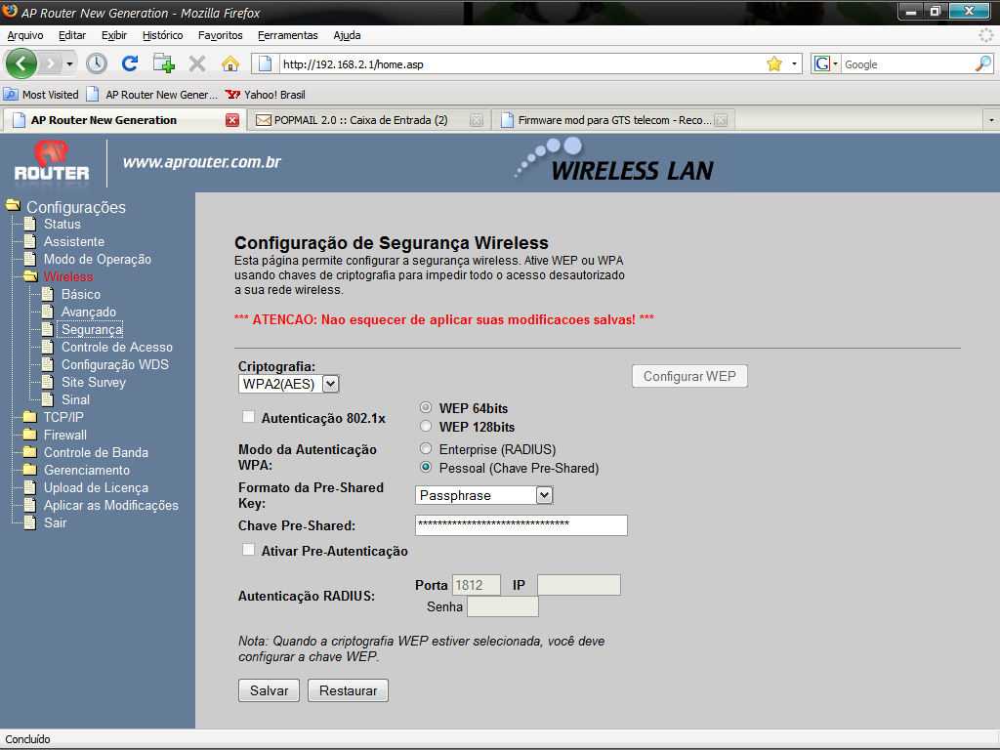 AP Router New Generation - Mozilla Firefox
Arquivo Editar Exibir Histórico Favoritos Ferramentas Ajuda
http://192.168.2.1/home.asp
G Google
Most Visited AP Router New Gener... Yahoo! Brasil
AP Router New Generation POPMAIL 2.0 :: Caixa de Entrada (2) Firmware mod para GTS telecom - Reco...
AP ROUTER
www.aprouter.com.br
WIRELESS LAN
Configurações
Status
Assistente
Modo de Operação
Wireless
Básico
Avançado
Segurança
Controle de Acesso
Configuração WDS
Site Survey
Sinal
TCP/IP
Firewall
Controle de Banda
Gerenciamento
Upload de Licença
Aplicar as Modificações
Sair
Configuração de Segurança Wireless
Esta página permite configurar a segurança wireless. Ative WEP ou WPA
usando chaves de criptografia para impedir todo o acesso desautorizado
a sua rede wireless.
*** ATENCAO: Nao esquecer de aplicar suas modificacoes salvas! ***
Criptografia:
WPA2(AES)
Configurar WEP
Autenticação 802.1x
WEP 64bits
WEP 128bits
Modo da Autenticação
WPA:
Enterprise (RADIUS)
Pessoal (Chave Pre-Shared)
Formato da Pre-Shared
Key:
Passphrase
Chave Pre-Shared:
*******************************
Ativar Pre-Autenticação
Autenticação RADIUS:
Porta 1812 IP
Senha
Nota: Quando a criptografia WEP estiver selecionada, você deve
configurar a chave WEP.
Salvar Restaurar
Concluído